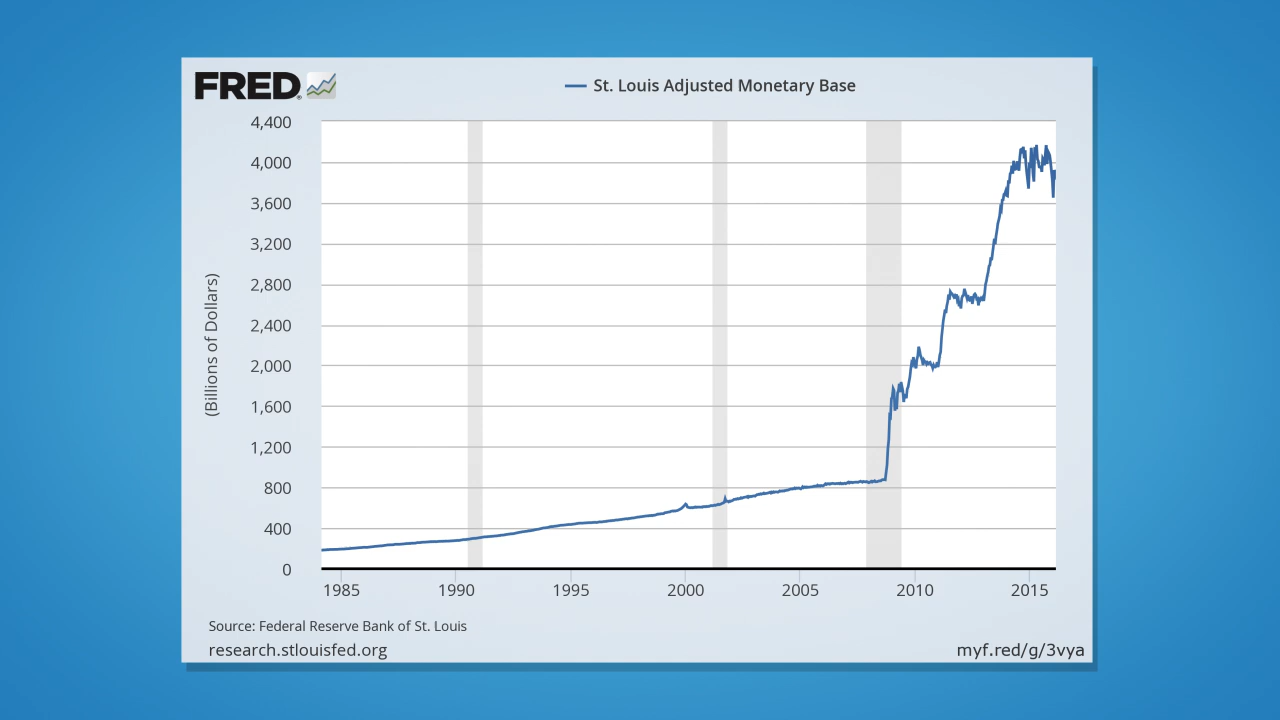 FRED
St. Louis Adjusted Monetary Base
4,400
4,000
3,600
3,200
2,800
2,400
2,000
1,600
1,200
800
400
0
(Billions of Dollars)
1985 1990 1995 2000 2005 2010 2015
Source: Federal Reserve Bank of St. Louis
research.stlouisfed.org
myf.red/g/3vya